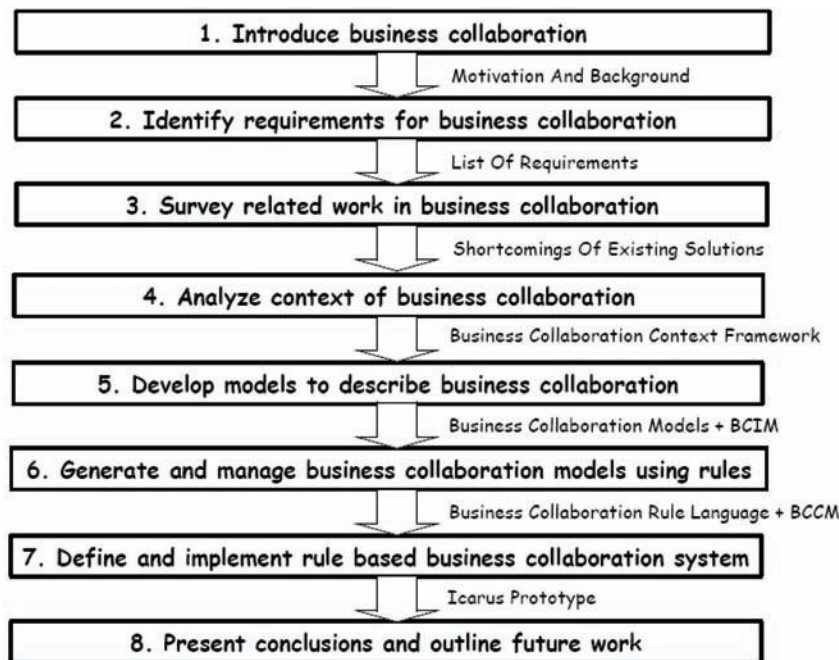 1. Introduce business collaboration
Motivation And Background
2. Identify requirements for business collaboration
List Of Requirements
3. Survey related work in business collaboration
Shortcomings Of Existing Solutions
4. Analyze context of business collaboration
Business Collaboration Context Framework
5. Develop models to describe business collaboration
Business Collaboration Models + BCIM
6. Generate and manage business collaboration models using rules
Business Collaboration Rule Language + BCCM
7. Define and implement rule based business collaboration system
Icarus Prototype
8. Present conclusions and outline future work